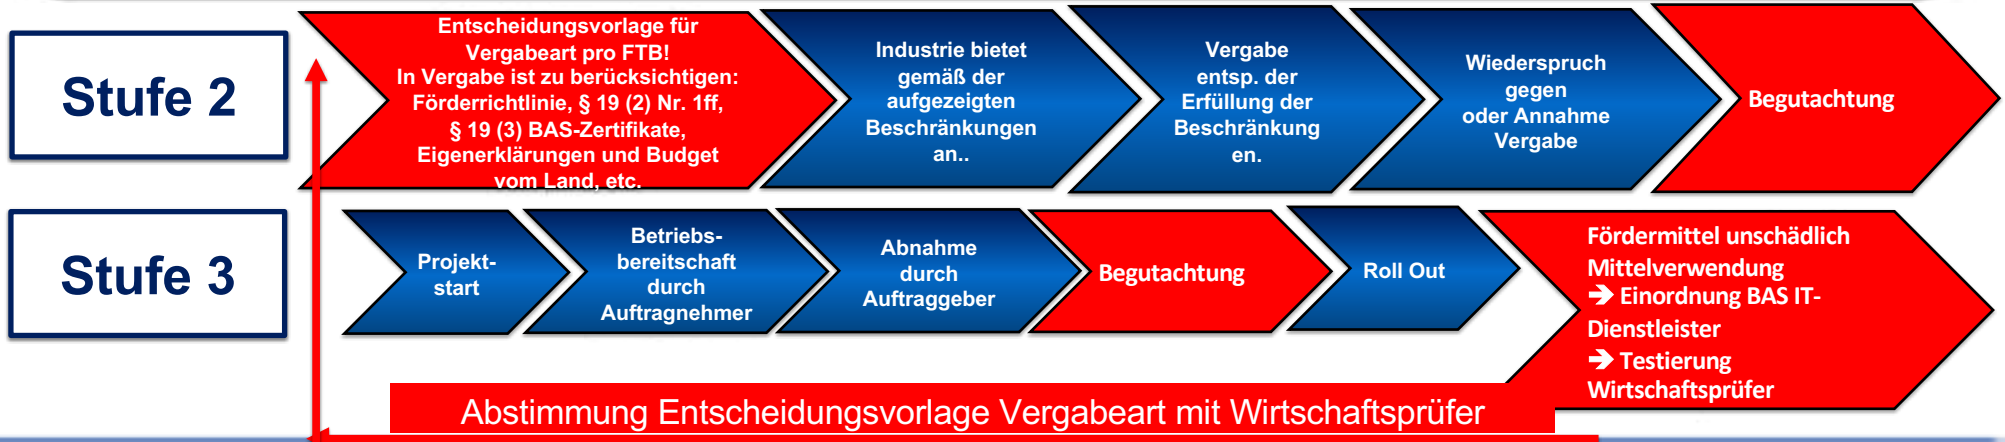 Stufe 2
Entscheidungsvorlage für
Vergabeart pro FTB!
In Vergabe ist zu berücksichtigen:
Förderrichtlinie, § 19 (2) Nr. 1ff,
§ 19 (3) BAS-Zertifikate,
Eigenerklärungen und Budget
vom Land, etc.
Industrie bietet
gemäß der
aufgezeigten
Beschränkungen
an..
Vergabe
entsp. der
Erfüllung der
Beschränkung
en.
Wiederspruch
gegen
oder Annahme
Vergabe
Begutachtung
Stufe 3
Projekt-
start
Betriebs-
bereitschaft
durch
Auftragnehmer
Abnahme
durch
Auftraggeber
Begutachtung
Roll Out
Fördermittel unschädlich
Mittelverwendung
➔ Einordnung BAS IT-
Dienstleister
➔ Testierung
Wirtschaftsprüfer
Abstimmung Entscheidungsvorlage Vergabeart mit Wirtschaftsprüfer